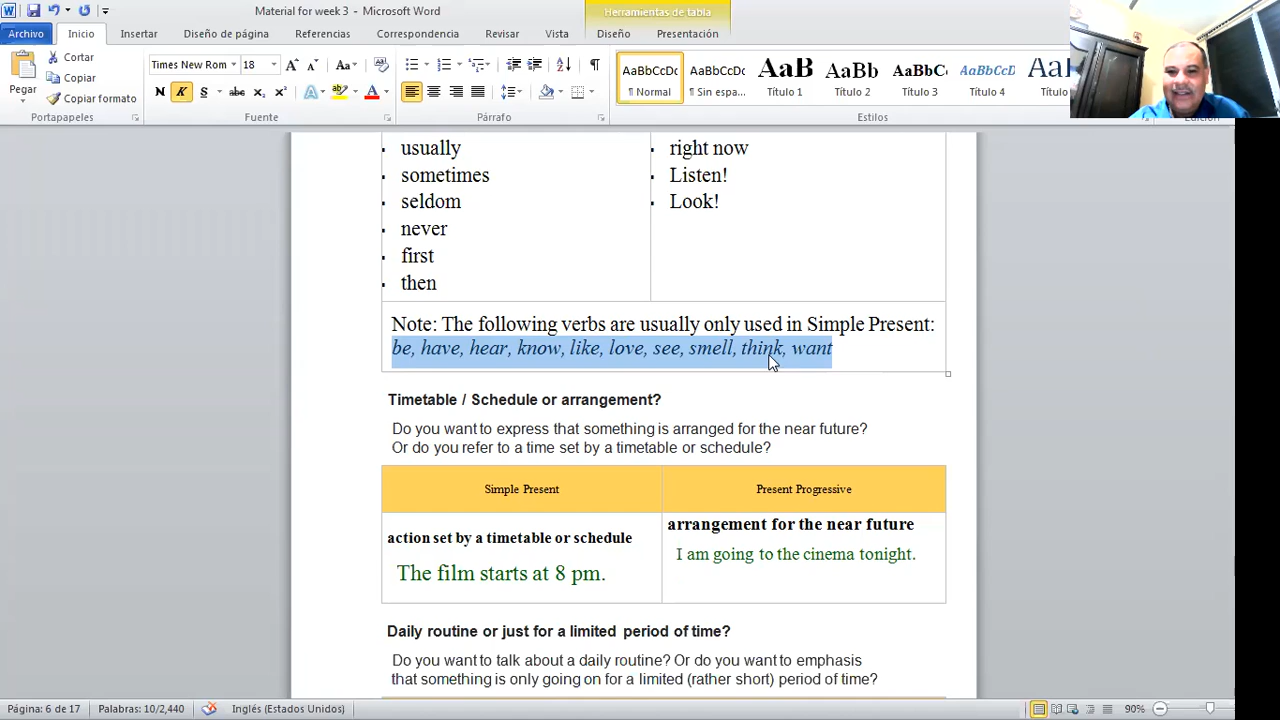 Material for week 3 - Microsoft Word
Herramientas de tabla
Archivo
Inicio
Insertar
Diseño de página
Referencias
Correspondencia
Revisar
Vista
Diseño
Presentación
Pegar
Cortar
Copiar
Copiar formato
Portapapeles
Times New Rom
18
Fuente
Párrafo
AaBbCcDc
¶ Normal
AaBbCcDc
¶ Sin espa...
AaB
Título 1
AaBb
Título 2
AaBbC
Título 3
AaBbCcDc
Título 4
Estilos
usually
sometimes
seldom
never
first
then
right now
Listen!
Look!
Note: The following verbs are usually only used in Simple Present:
be, have, hear, know, like, love, see, smell, think, want
Timetable / Schedule or arrangement?
Do you want to express that something is arranged for the near future?
Or do you refer to a time set by a timetable or schedule?
Simple Present
Present Progressive
action set by a timetable or schedule
The film starts at 8 pm.
arrangement for the near future
I am going to the cinema tonight.
Daily routine or just for a limited period of time?
Do you want to talk about a daily routine? Or do you want to emphasis
that something is only going on for a limited (rather short) period of time?
Página: 6 de 17
Palabras: 10/2,440
Inglés (Estados Unidos)
90%